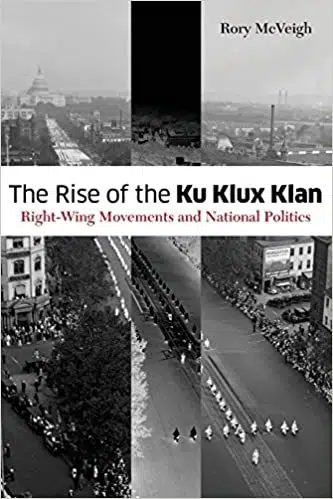 Rory McVeigh
The Rise of the Ku Klux Klan
Right-Wing Movements and National Politics